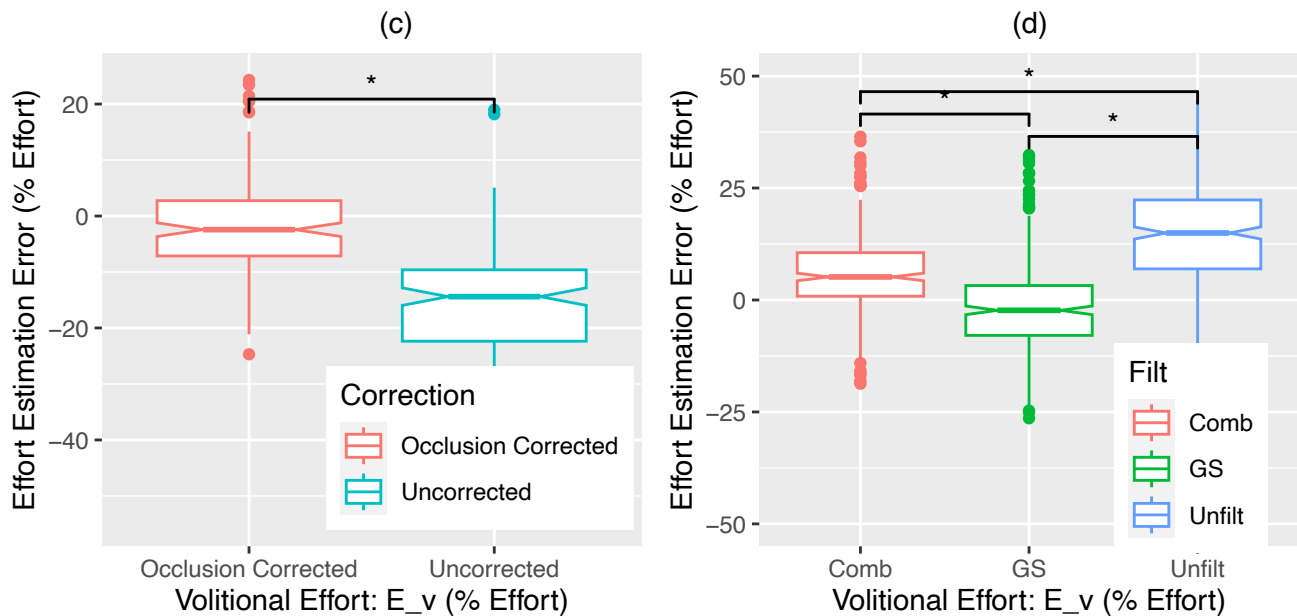 (c)
Effort Estimation Error (% Effort)
20
0
−20
−40
*
Correction
Occlusion Corrected
Uncorrected
Occlusion Corrected
Uncorrected
Volitional Effort: E_v (% Effort)
(d)
Effort Estimation Error (% Effort)
50
25
0
−25
−50
*
*
*
Filt
Comb
GS
Unfilt
Comb
GS
Unfilt
Volitional Effort: E_v (% Effort)